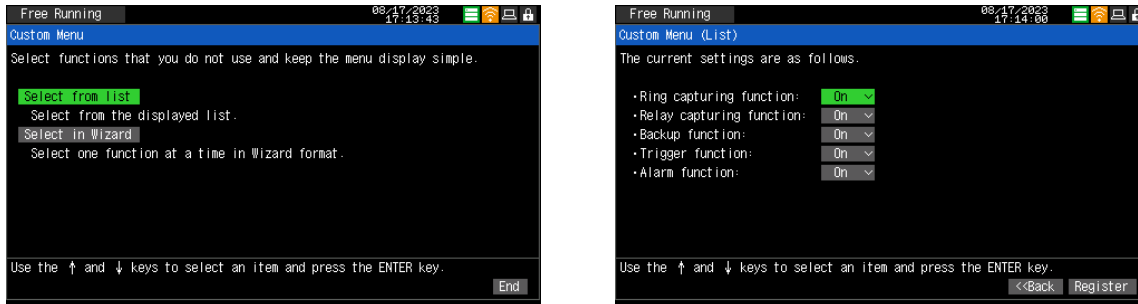 Free Running
08/17/2023
17:13:43
Custom Menu
Select functions that you do not use and keep the menu display simple.
Select from list
Select from the displayed list.
Select in Wizard
Select one function at a time in Wizard format.
Use the ↑ and ↓ keys to select an item and press the ENTER key.
End
Free Running
08/17/2023
17:14:00
Custom Menu (List)
The current settings are as follows.
・Ring capturing function: On
・Relay capturing function: On
・Backup function: On
・Trigger function: On
・Alarm function: On
Use the ↑ and ↓ keys to select an item and press the ENTER key.
<<Back Register